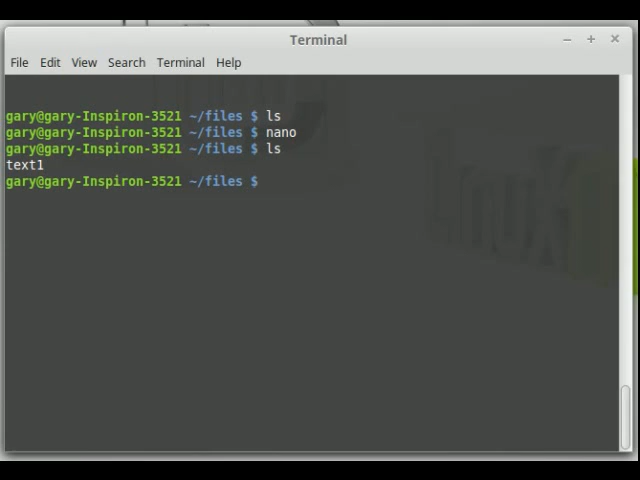 Terminal
File Edit View Search Terminal Help
gary@gary-Inspiron-3521 ~/files $ ls
gary@gary-Inspiron-3521 ~/files $ nano
gary@gary-Inspiron-3521 ~/files $ ls
text1
gary@gary-Inspiron-3521 ~/files $